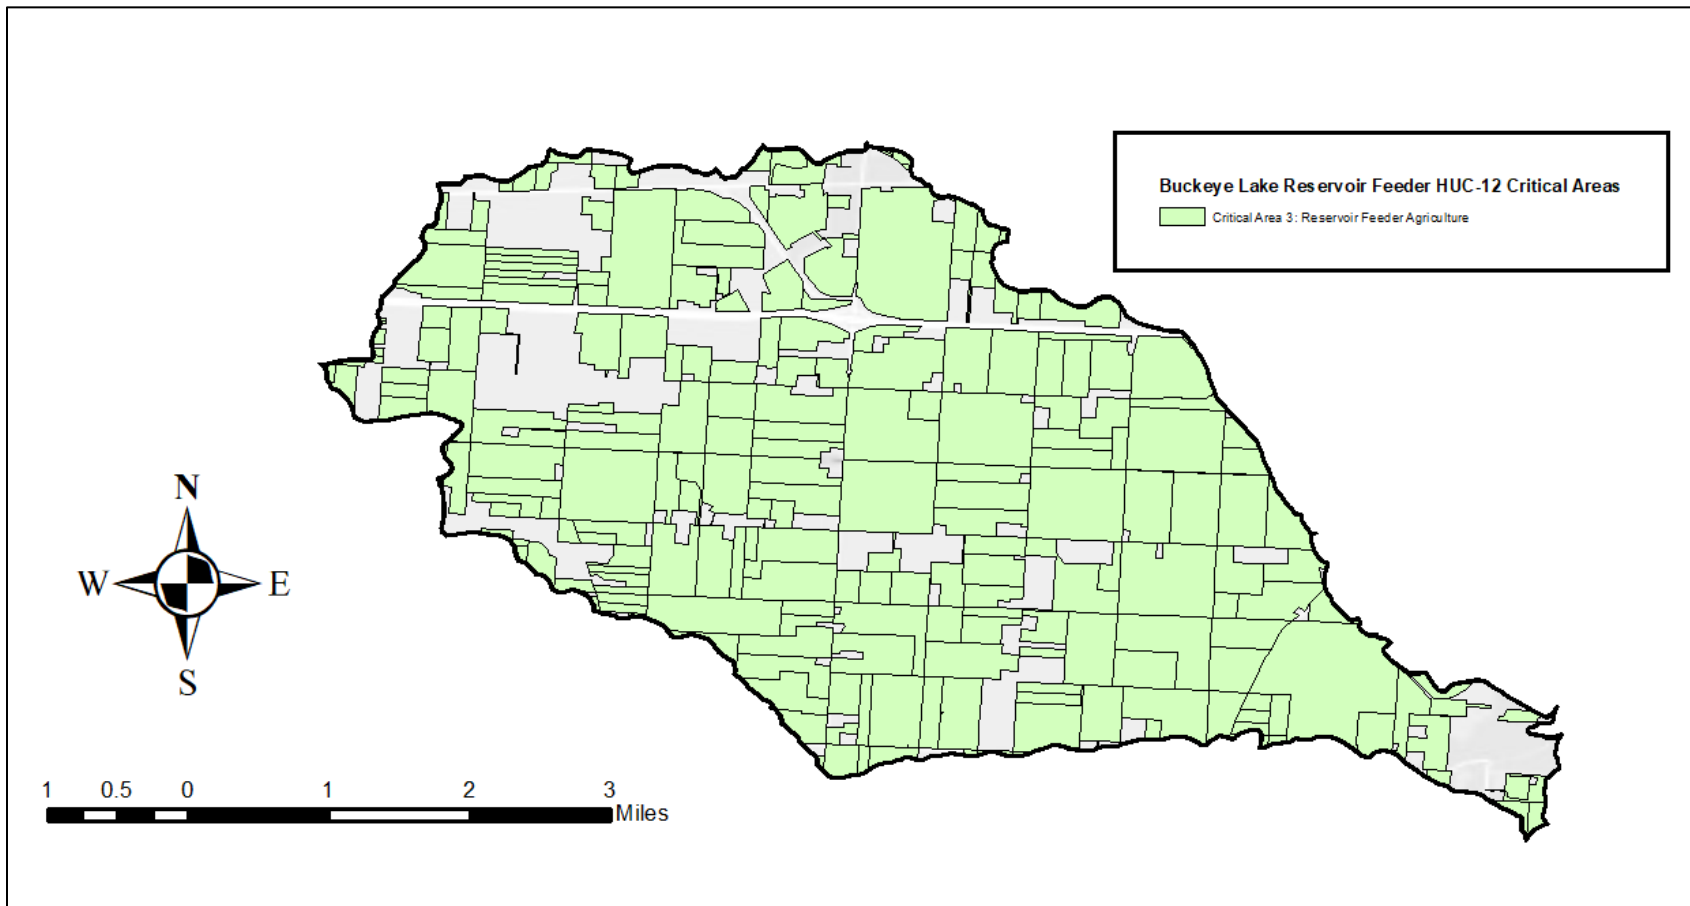 Buckeye Lake Reservoir Feeder HUC-12 Critical Areas
Critical Area 3: Reservoir Feeder Agriculture
N
W E
S
1 0.5 0 1 2 3
Miles